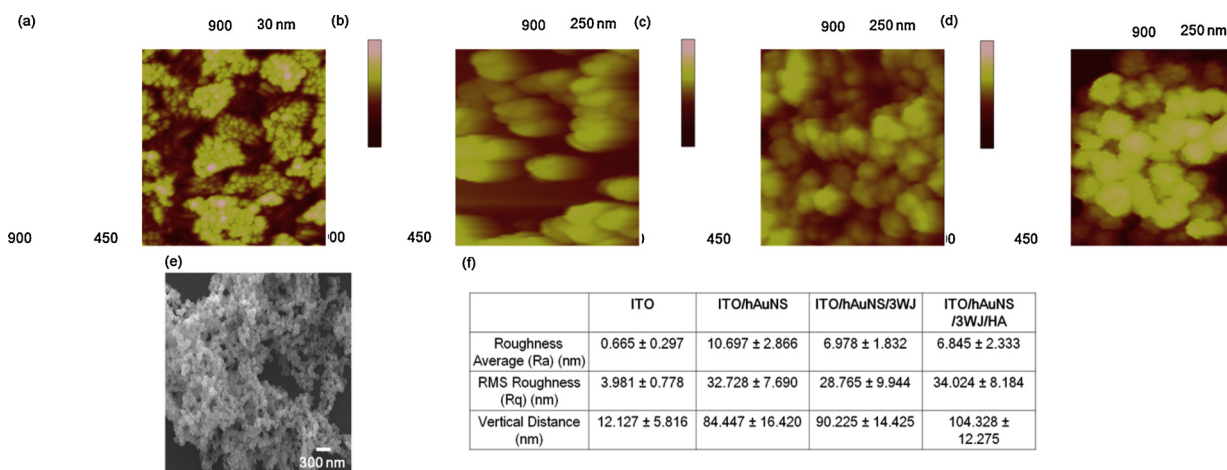 (a)
900 30 nm (b)
900 250 nm (c)
900 250 nm (d)
900 250 nm
900 450
00 450
) 450
00 450
(e)
300 nm
(f)
ITO ITO/hAuNS ITO/hAuNS/3WJ ITO/hAuNS
/3WJ/HA
Roughness
Average (Ra) (nm) 0.665 ± 0.297 10.697 ± 2.866 6.978 ± 1.832 6.845 ± 2.333
RMS Roughness
(Rq) (nm) 3.981 ± 0.778 32.728 ± 7.690 28.765 ± 9.944 34.024 ± 8.184
Vertical Distance
(nm) 12.127 ± 5.816 84.447 ± 16.420 90.225 ± 14.425 104.328 ±
12.275